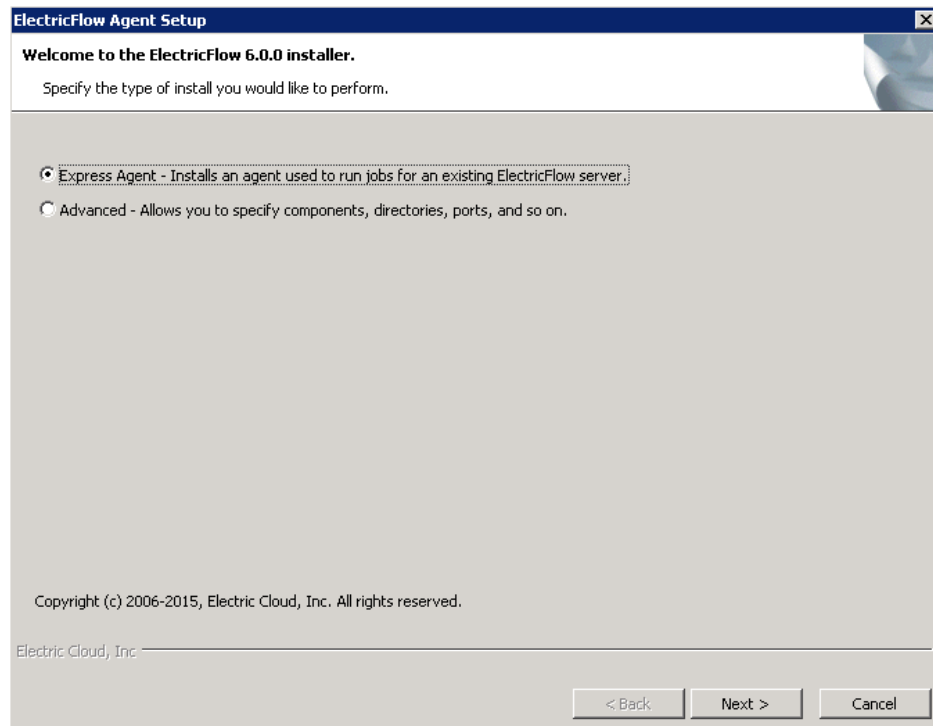 ElectricFlow Agent Setup
Welcome to the ElectricFlow 6.0.0 installer.
Specify the type of install you would like to perform.
Express Agent - Installs an agent used to run jobs for an existing ElectricFlow server.
Advanced - Allows you to specify components, directories, ports, and so on.
Copyright (c) 2006-2015, Electric Cloud, Inc. All rights reserved.
Electric Cloud, Inc
< Back Next > Cancel